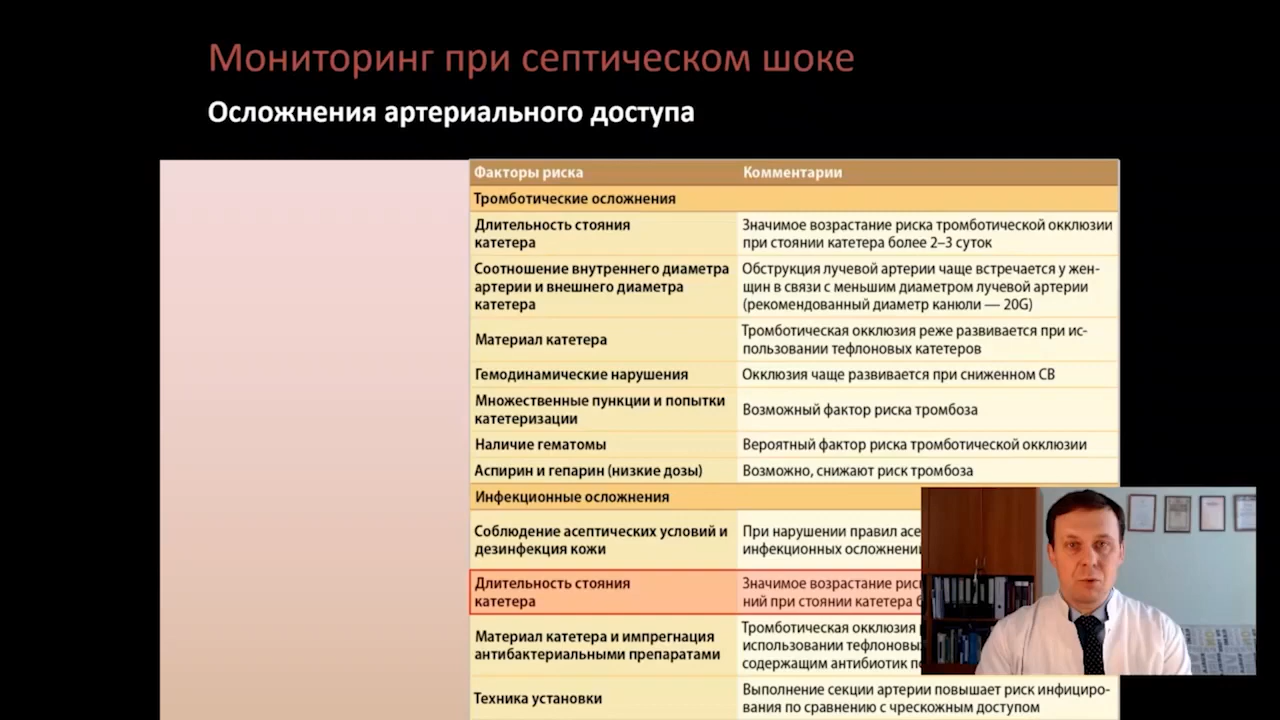 Мониторинг при септическом шоке
Осложнения артериального доступа
Факторы риска Комментарии
Тромботические осложнения
Длительность стояния
катетера
Значимое возрастание риска тромботической окклюзии
при стоянии катетера более 2–3 суток
Соотношение внутреннего диаметра
артерии и внешнего диаметра
катетера
Обструкция лучевой артерии чаще встречается у жен-
щин в связи с меньшим диаметром лучевой артерии
(рекомендованный диаметр канюли — 20G)
Материал катетера
Тромботическая окклюзия реже развивается при ис-
пользовании тефлоновых катетеров
Гемодинамические нарушения
Окклюзия чаще развивается при сниженном СВ
Множественные пункции и попытки
катетеризации
Возможный фактор риска тромбоза
Наличие гематомы
Вероятный фактор риска тромботической окклюзии
Аспирин и гепарин (низкие дозы)
Возможно, снижают риск тромбоза
Инфекционные осложнения
Соблюдение асептических условий и
дезинфекция кожи
При нарушении правил
инфекционных
Длительность стояния
катетера
Значимое возрастание
ний при стоянии катетера
Материал катетера и импрегнация
антибактериальными препаратами
Тромботическая окклюзия
использовании
содержащим антибиотик
Техника установки
Выполнение секции артерии повышает риск инфициро-
вания по сравнению с чрескожным доступом